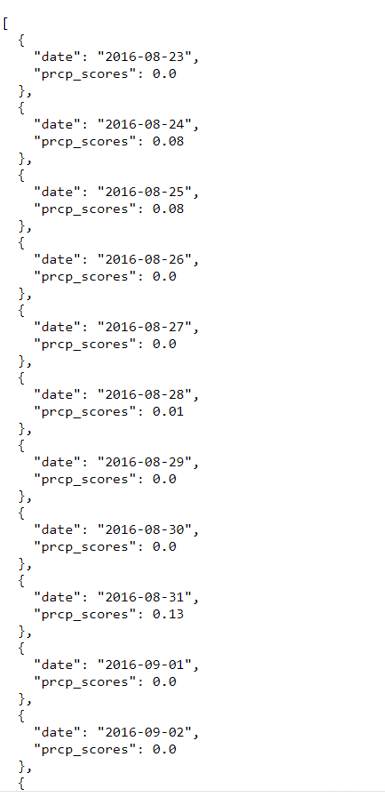 [
  {
    "date": "2016-08-23",
    "prcp_scores": 0.0
  },
  {
    "date": "2016-08-24",
    "prcp_scores": 0.08
  },
  {
    "date": "2016-08-25",
    "prcp_scores": 0.08
  },
  {
    "date": "2016-08-26",
    "prcp_scores": 0.0
  },
  {
    "date": "2016-08-27",
    "prcp_scores": 0.0
  },
  {
    "date": "2016-08-28",
    "prcp_scores": 0.01
  },
  {
    "date": "2016-08-29",
    "prcp_scores": 0.0
  },
  {
    "date": "2016-08-30",
    "prcp_scores": 0.0
  },
  {
    "date": "2016-08-31",
    "prcp_scores": 0.13
  },
  {
    "date": "2016-09-01",
    "prcp_scores": 0.0
  },
  {
    "date": "2016-09-02",
    "prcp_scores": 0.0
  },
  {